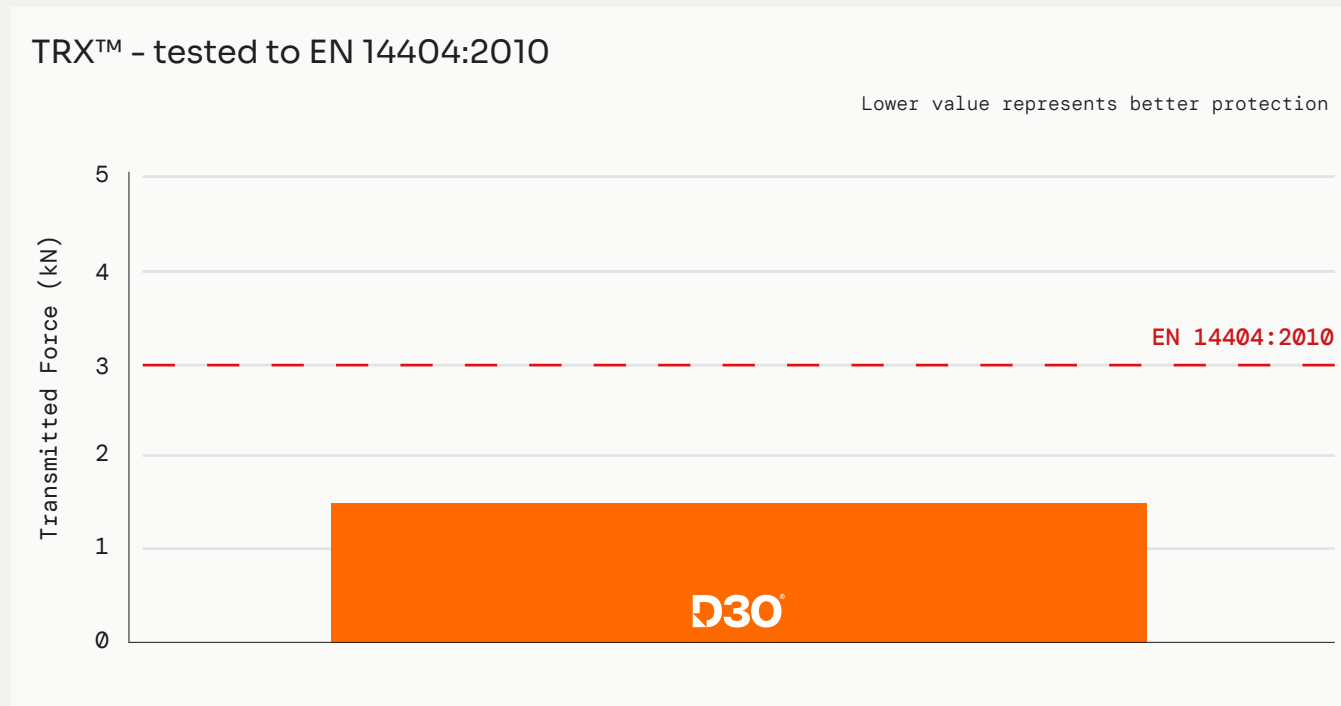 TRX™ - tested to EN 14404:2010
Lower value represents better protection
5
4
3
2
1
0
Transmitted Force (kN)
EN 14404:2010
D3O®